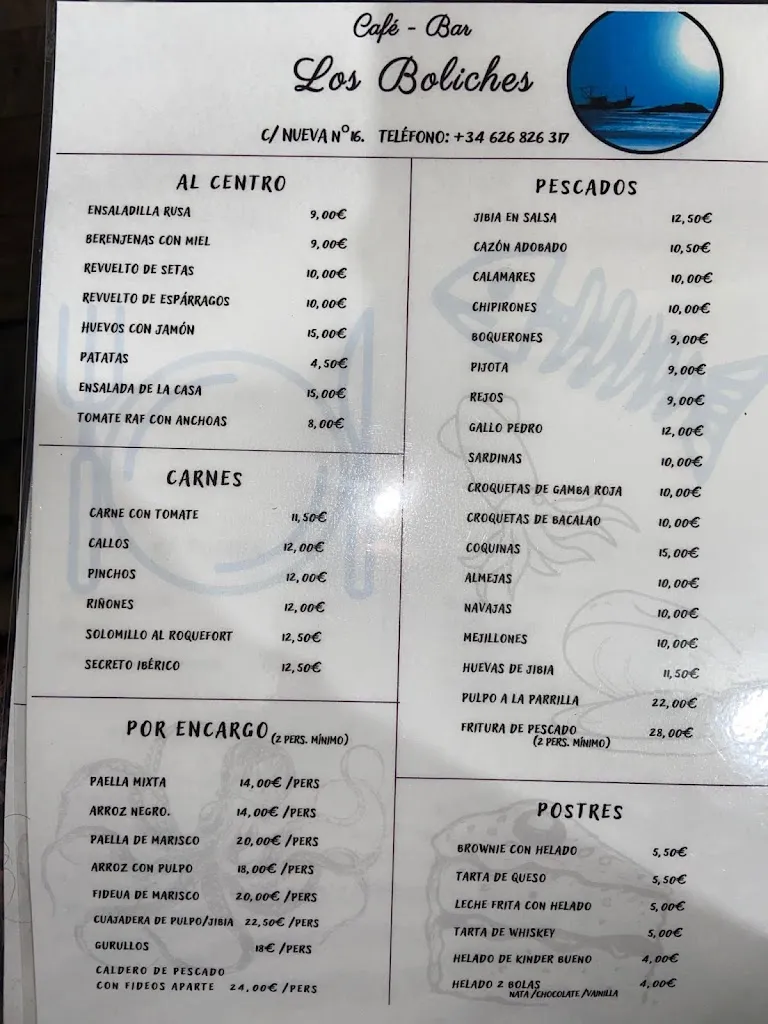 Café - Bar
Los Boliches
C/ NUEVA Nº16. TELÉFONO: +34 626 826 317
AL CENTRO
ENSALADILLA RUSA 9,00€
BERENJENAS CON MIEL 9,00€
REVUELTO DE SETAS 10,00€
REVUELTO DE ESPÁRRAGOS 10,00€
HUEVOS CON JAMÓN 15,00€
PATATAS 4,50€
ENSALADA DE LA CASA 15,00€
TOMATE RAF CON ANCHOAS 8,00€
CARNES
CARNE CON TOMATE 11,50€
CALLOS 12,00€
PINCHOS 12,00€
RIÑONES 12,00€
SOLOMILLO AL ROQUEFORT 12,50€
SECRETO IBÉRICO 12,50€
POR ENCARGO (2 PERS. MÍNIMO)
PAELLA MIXTA 14,00€ /PERS
ARROZ NEGRO. 14,00€ /PERS
PAELLA DE MARISCO 20,00€ /PERS
ARROZ CON PULPO 18,00€ /PERS
FIDEUA DE MARISCO 20,00€ /PERS
CUAJADERA DE PULPO/JIBIA 22,50€ /PERS
GURULLOS 18€ /PERS
CALDERO DE PESCADO
CON FIDEOS APARTE 24,00€ /PERS
PESCADOS
JIBIA EN SALSA 12,50€
CAZÓN ADOBADO 10,50€
CALAMARES 10,00€
CHIPIRONES 10,00€
BOQUERONES 9,00€
PIJOTA 9,00€
REJOS 9,00€
GALLO PEDRO 12,00€
SARDINAS 10,00€
CROQUETAS DE GAMBA ROJA 10,00€
CROQUETAS DE BACALAO 10,00€
COQUINAS 15,00€
ALMEJAS 10,00€
NAVAJAS 10,00€
MEJILLONES 10,00€
HUEVAS DE JIBIA 11,50€
PULPO A LA PARRILLA 22,00€
FRITURA DE PESCADO 28,00€
(2 PERS. MÍNIMO)
POSTRES
BROWNIE CON HELADO 5,50€
TARTA DE QUESO 5,50€
LECHE FRITA CON HELADO 5,00€
TARTA DE WHISKEY 5,00€
HELADO DE KINDER BUENO 4,00€
HELADO 2 BOLAS 4,00€
NATA /CHOCOLATE /VAINILLA